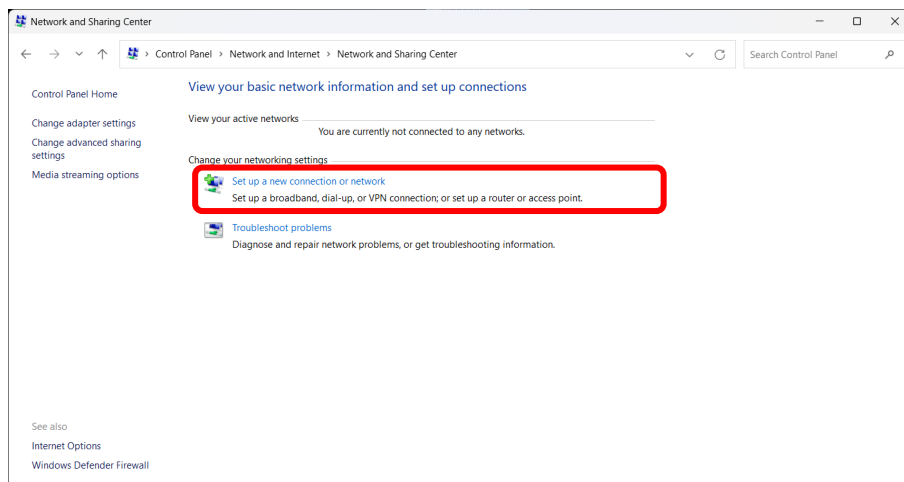 Network and Sharing Center
Control Panel > Network and Internet > Network and Sharing Center
Search Control Panel
Control Panel Home
Change adapter settings
Change advanced sharing
settings
Media streaming options
View your basic network information and set up connections
View your active networks
You are currently not connected to any networks.
Change your networking settings
Set up a new connection or network
Set up a broadband, dial-up, or VPN connection; or set up a router or access point.
Troubleshoot problems
Diagnose and repair network problems, or get troubleshooting information.
See also
Internet Options
Windows Defender Firewall